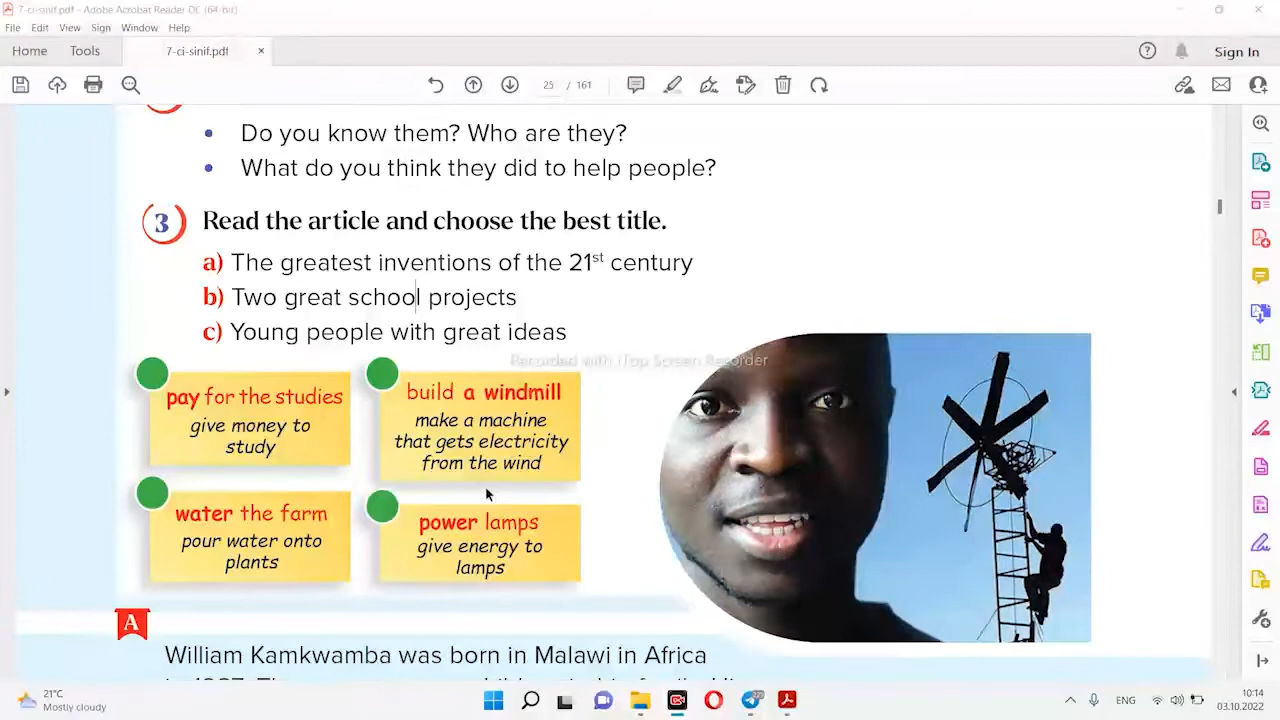 7-ci-sinif.pdf - Adobe Acrobat Reader DC (64-bit)
File Edit View Sign Window Help
Home Tools 7-ci-sinif.pdf × Sign In
25 / 161
• Do you know them? Who are they?
• What do you think they did to help people?
3 Read the article and choose the best title.
a) The greatest inventions of the 21st century
b) Two great school projects
c) Young people with great ideas
Recorded with iTop Screen Recorder
pay for the studies
give money to
study
build a windmill
make a machine
that gets electricity
from the wind
water the farm
pour water onto
plants
power lamps
give energy to
lamps
A
William Kamkwamba was born in Malawi in Africa
21°C
Mostly cloudy
ENG
10:14
03.10.2022